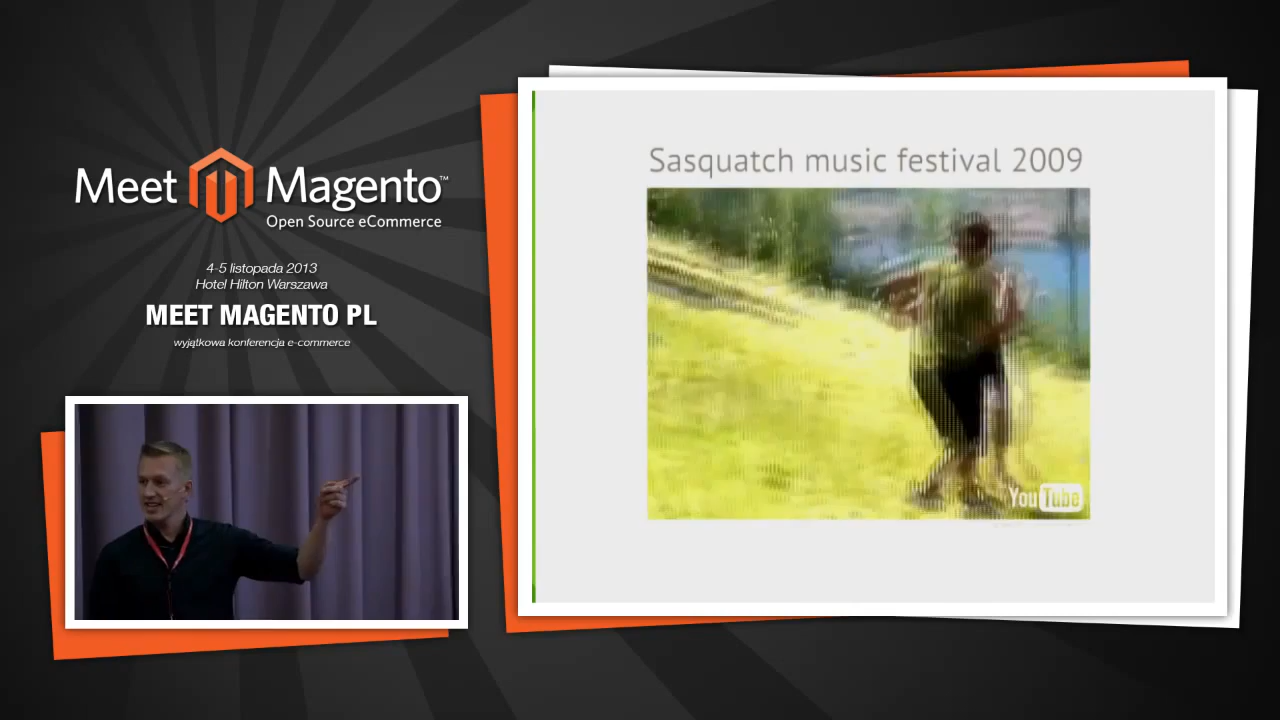 Meet Magento™
Open Source eCommerce
4-5 listopada 2013
Hotel Hilton Warszawa
MEET MAGENTO PL
wyjątkowa konferencja e-commerce
Sasquatch music festival 2009
YouTube